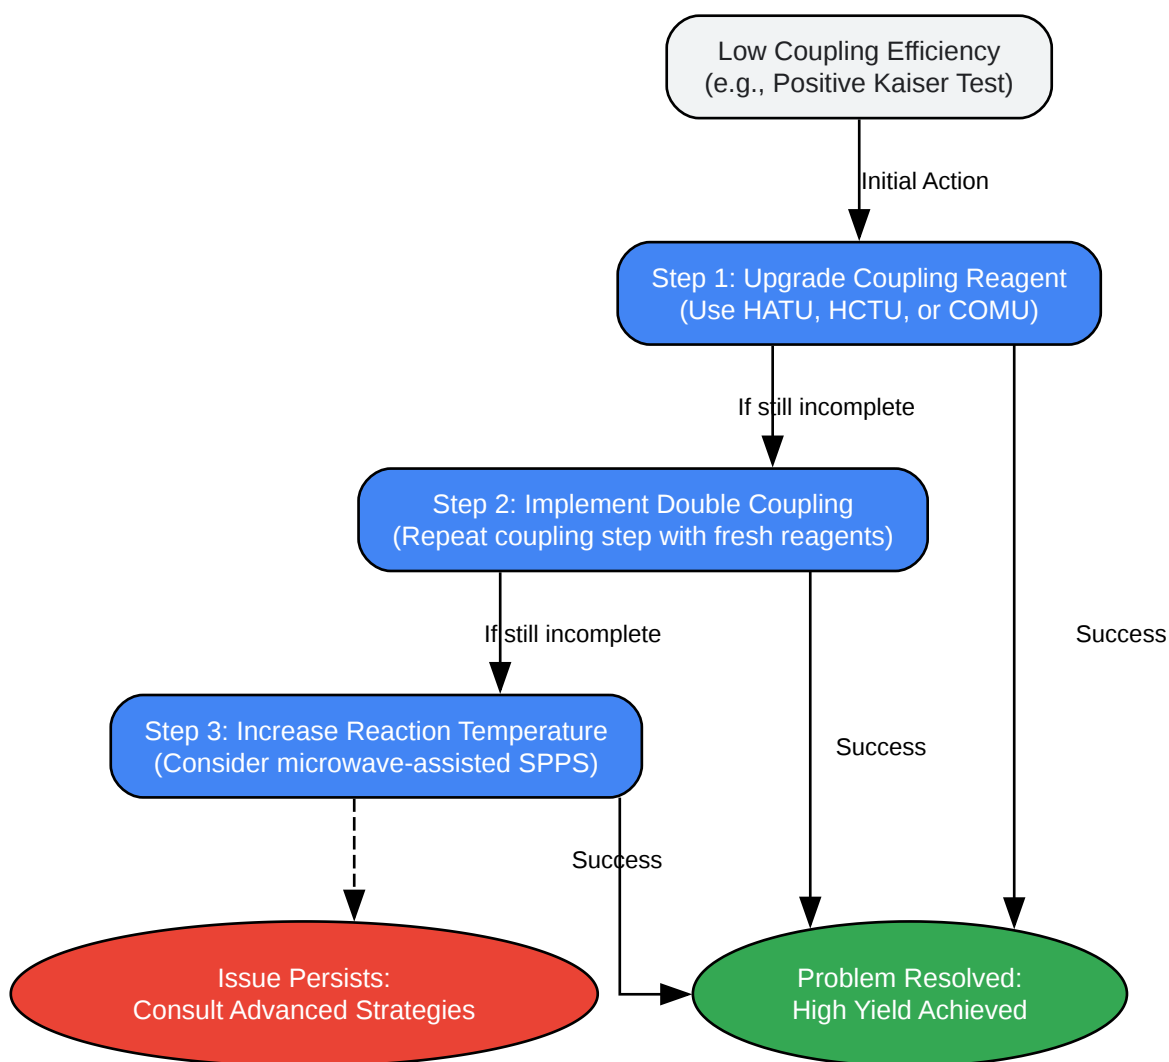 Low Coupling Efficiency
(e.g., Positive Kaiser Test)
Initial Action
Step 1: Upgrade Coupling Reagent
(Use HATU, HCTU, or COMU)
If still incomplete
Step 2: Implement Double Coupling
(Repeat coupling step with fresh reagents)
If still incomplete
Success
Step 3: Increase Reaction Temperature
(Consider microwave-assisted SPPS)
Success
Success
Issue Persists:
Consult Advanced Strategies
Problem Resolved:
High Yield Achieved